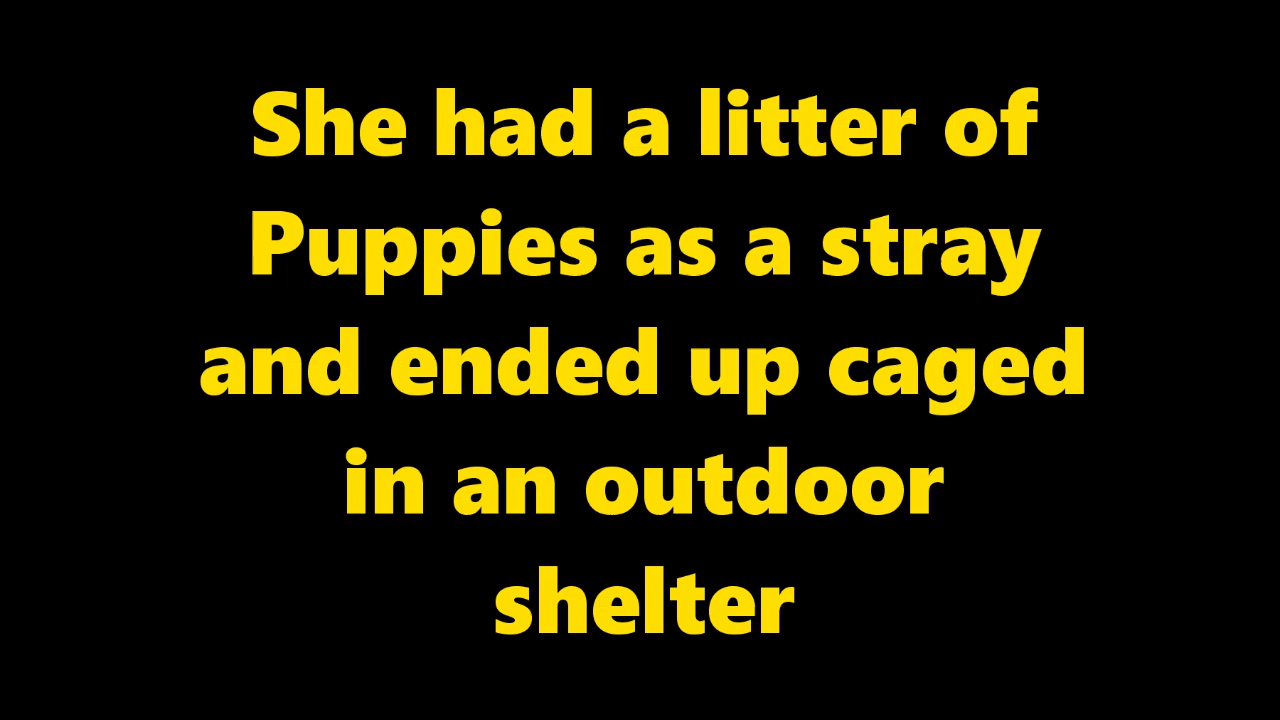 She had a litter of
Puppies as a stray
and ended up caged
in an outdoor
shelter